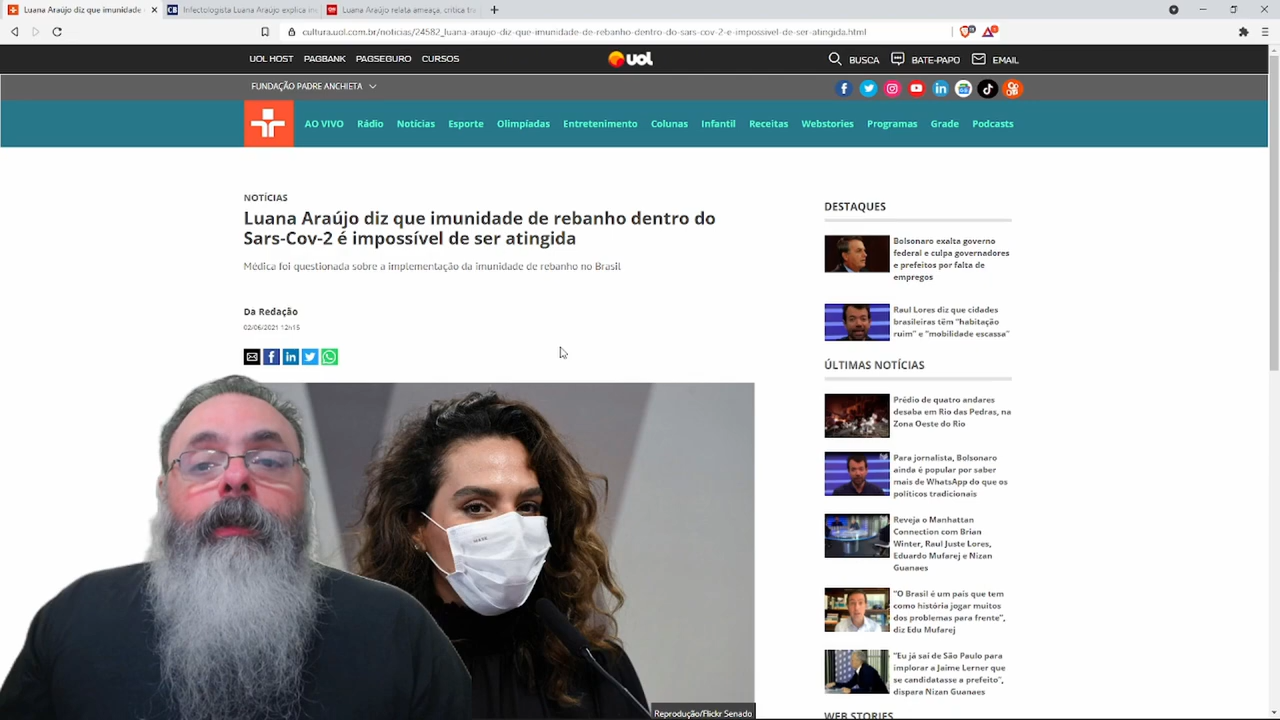 Luana Araújo diz que imunidade
Infectologista Luana Araújo explica
Luana Araújo relata ameaça, critica tra
cultura.uol.com.br/noticias/24582_luana-araujo-diz-que-imunidade-de-rebanho-dentro-do-sars-cov-2-e-impossivel-de-ser-atingida.html
UOL HOST PAGBANK PAGSEGURO CURSOS
UOL
BUSCA BATE-PAPO EMAIL
FUNDAÇÃO PADRE ANCHIETA
AO VIVO Rádio Notícias Esporte Olimpíadas Entretenimento Colunas Infantil Receitas Webstories Programas Grade Podcasts
NOTÍCIAS
Luana Araújo diz que imunidade de rebanho dentro do
Sars-Cov-2 é impossível de ser atingida
Médica foi questionada sobre a implementação da imunidade de rebanho no Brasil
Da Redação
02/06/2021 12h15
Reprodução/Flickr Senado
DESTAQUES
Bolsonaro exalta governo
federal e culpa governadores
e prefeitos por falta de
empregos
Raul Lores diz que cidades
brasileiras têm "habitação
ruim" e "mobilidade escassa"
ÚLTIMAS NOTÍCIAS
Prédio de quatro andares
desaba em Rio das Pedras, na
Zona Oeste do Rio
Para jornalista, Bolsonaro
ainda é popular por saber
mais de WhatsApp do que os
políticos tradicionais
Reveja o Manhattan
Connection com Brian
Winter, Raul Juste Lores,
Eduardo Mufarej e Nizan
Guanaes
"O Brasil é um país que tem
como história jogar muitos
dos problemas para frente",
diz Edu Mufarej
"Eu já saí de São Paulo para
implorar a Jaime Lerner que
se candidatasse a prefeito",
dispara Nizan Guanaes
WEB STORIES